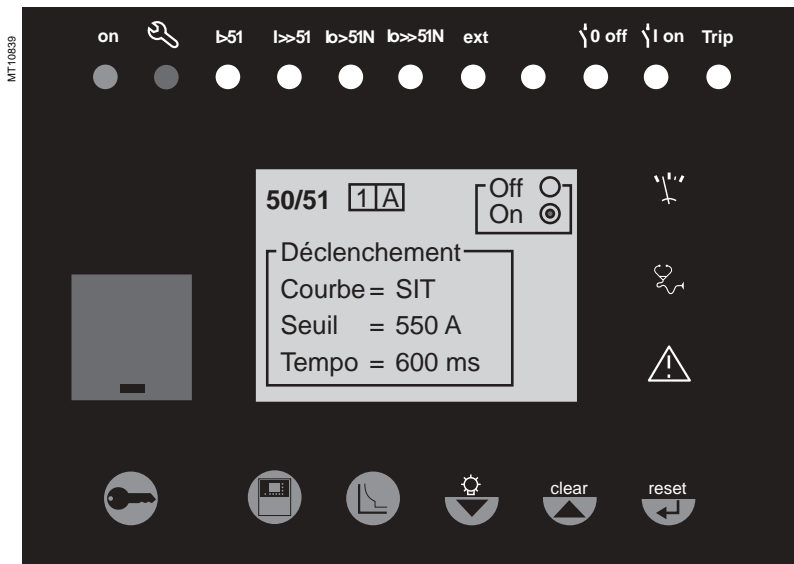 MT10839
on I>51 I>>51 Io>51N Io>>51N ext 0 off I on Trip
50/51 1 A
Off
On
Déclenchement
Courbe = SIT
Seuil = 550 A
Tempo = 600 ms
clear reset